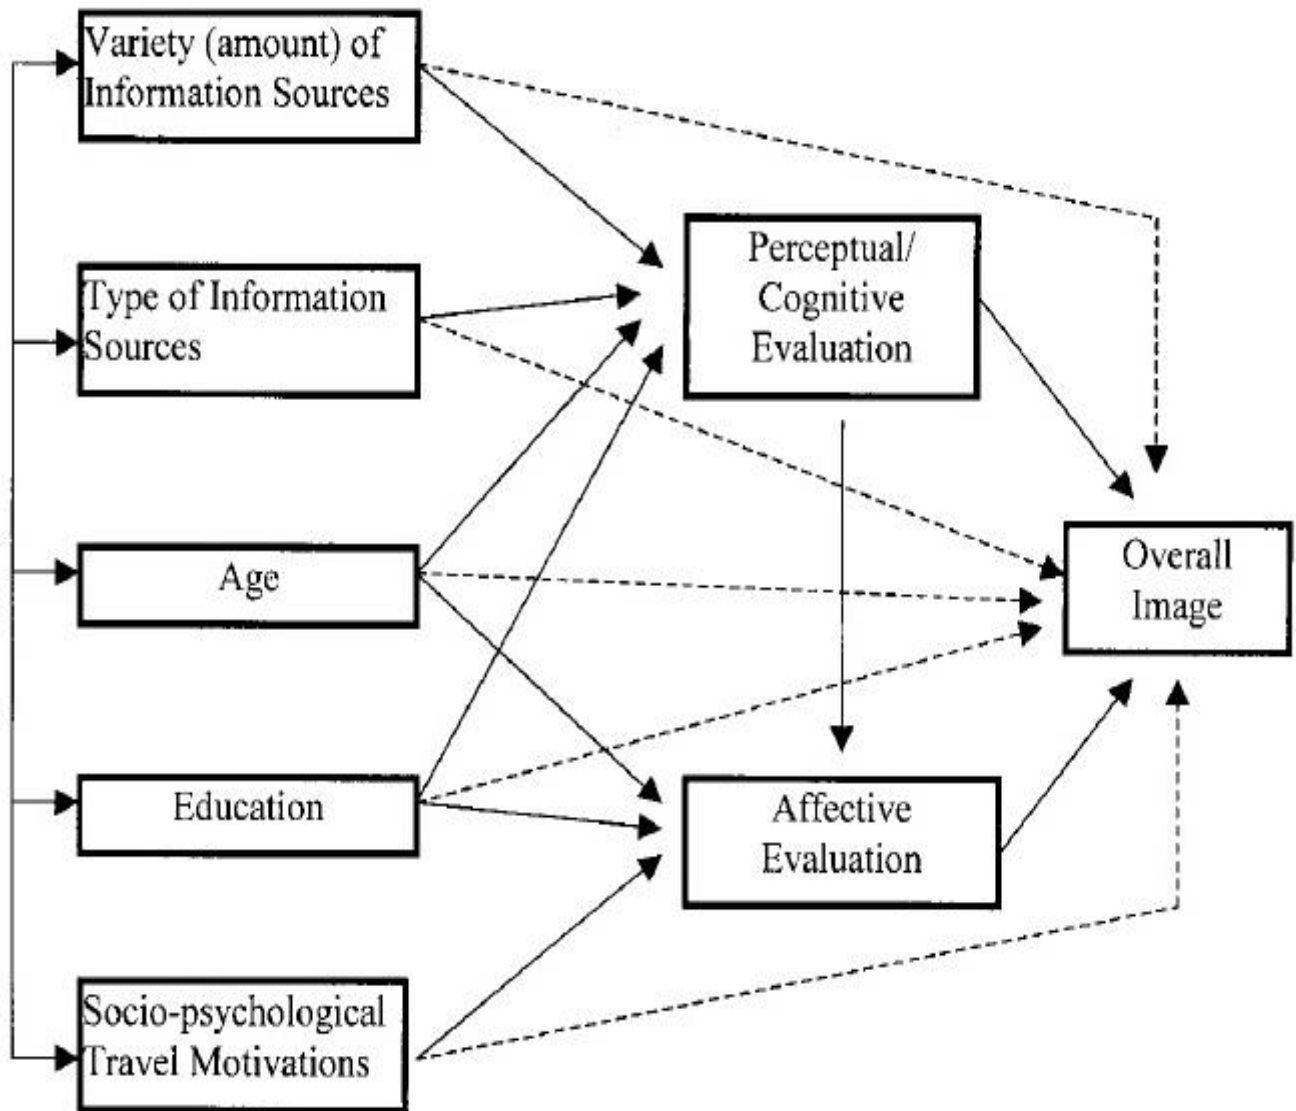 Variety (amount) of
Information Sources
Type of Information
Sources
Age
Education
Socio-psychological
Travel Motivations
Perceptual/
Cognitive
Evaluation
Affective
Evaluation
Overall
Image